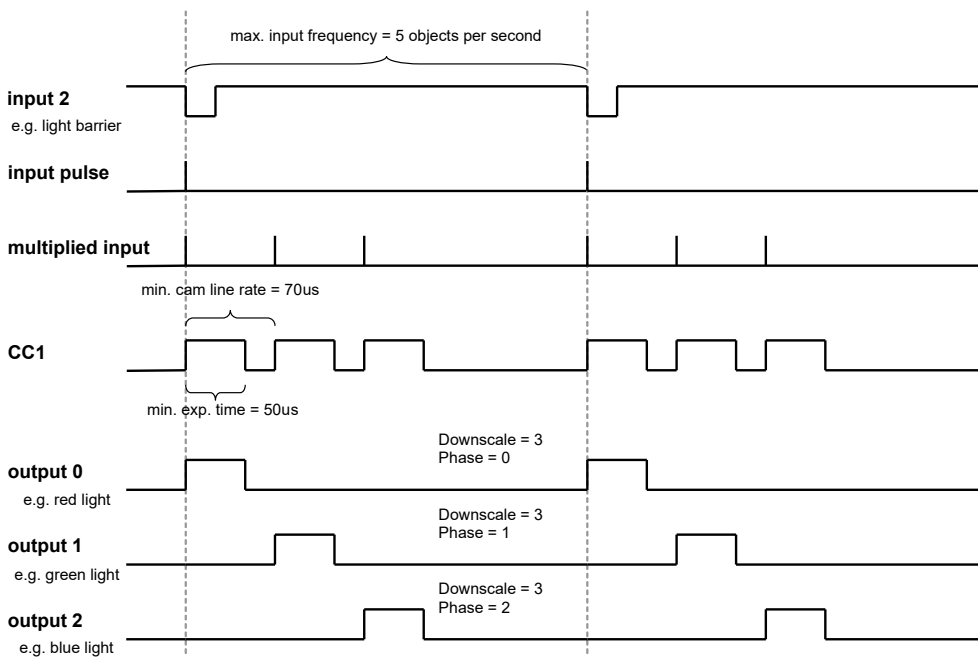 max. input frequency = 5 objects per second
input 2
e.g. light barrier
input pulse
multiplied input
min. cam line rate = 70us
CC1
min. exp. time = 50us
Downscale = 3
Phase = 0
output 0
e.g. red light
Downscale = 3
Phase = 1
output 1
e.g. green light
Downscale = 3
Phase = 2
output 2
e.g. blue light